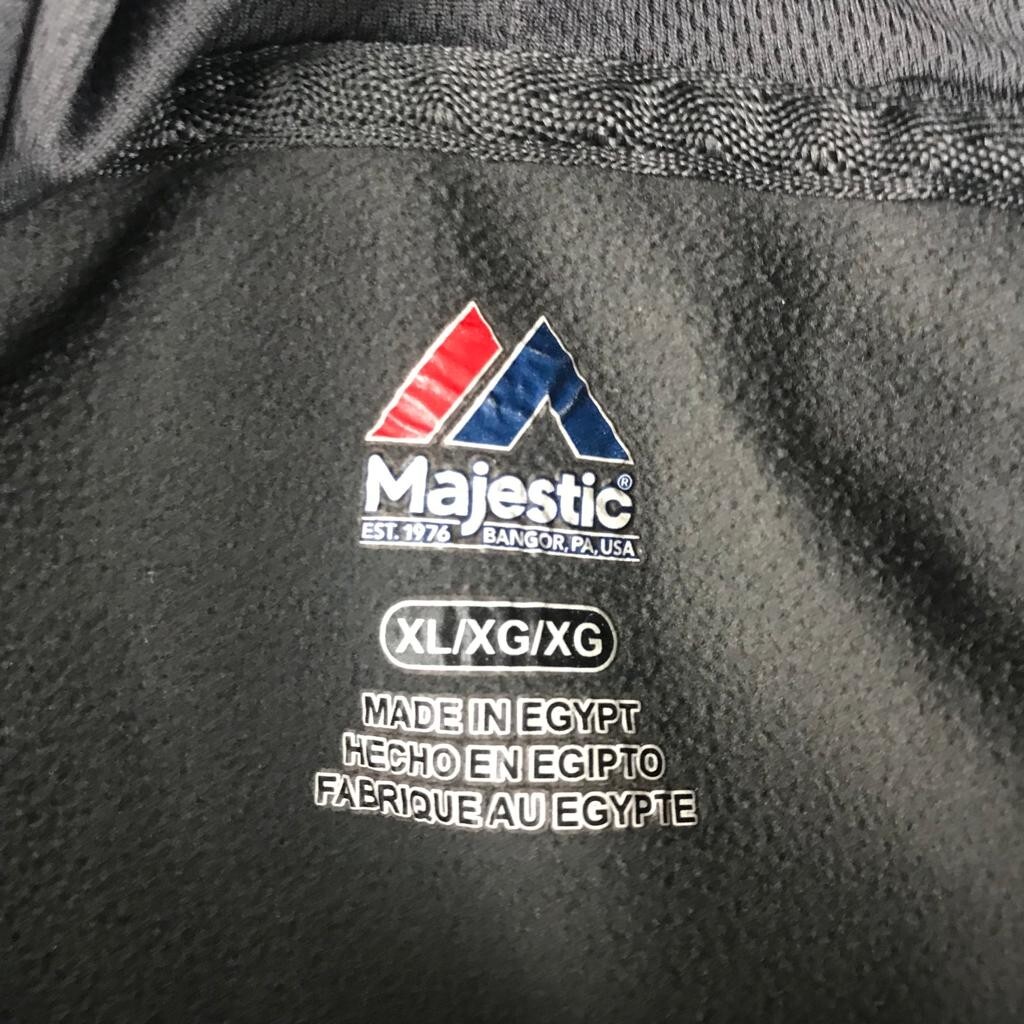 Majestic®
EST. 1976 BANGOR, PA, USA
XL/XG/XG
MADE IN EGYPT
HECHO EN EGIPTO
FABRIQUE AU EGYPTE